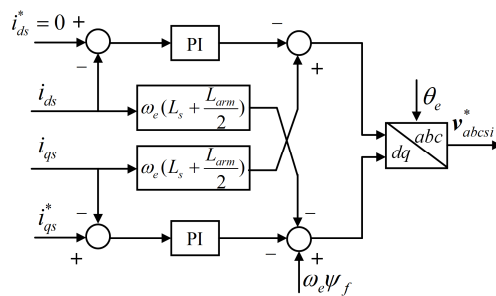 i*ds = 0 +
−
PI
−
+
ids
ωe(Ls + Larm/2)
iqs
ωe(Ls + Larm/2)
θe
abc
dq
v*abcsi
−
i*qs
+
PI
−
−
+
ωeψf